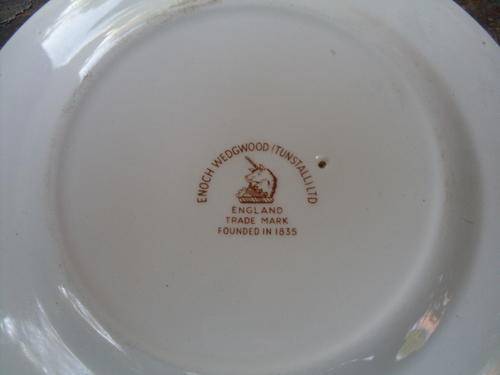 ENOCH WEDGWOOD (TUNSTALL) LTD
ENGLAND
TRADE MARK
FOUNDED IN 1835